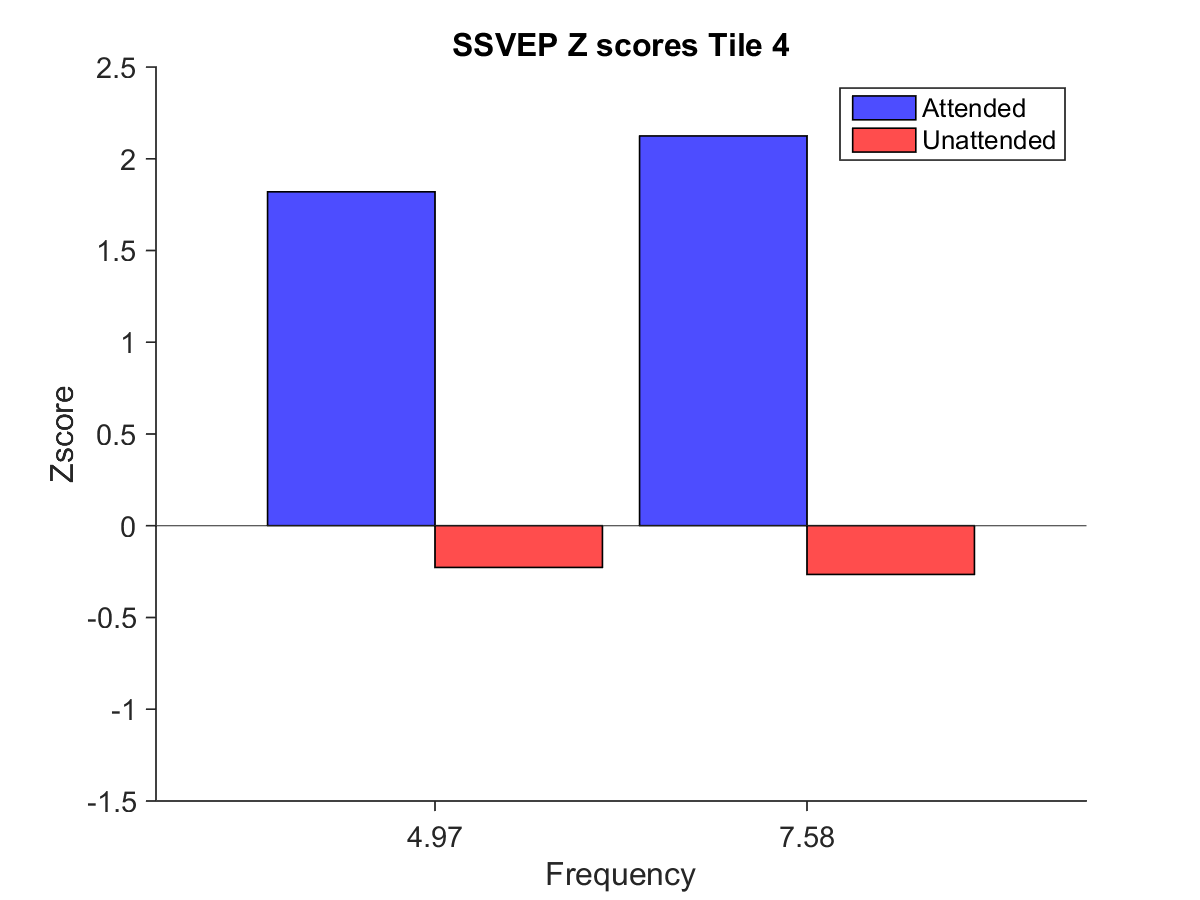 SSVEP Z scores Tile 4
Attended
Unattended
2.5
2
1.5
1
0.5
0
-0.5
-1
-1.5
Zscore
4.97
7.58
Frequency